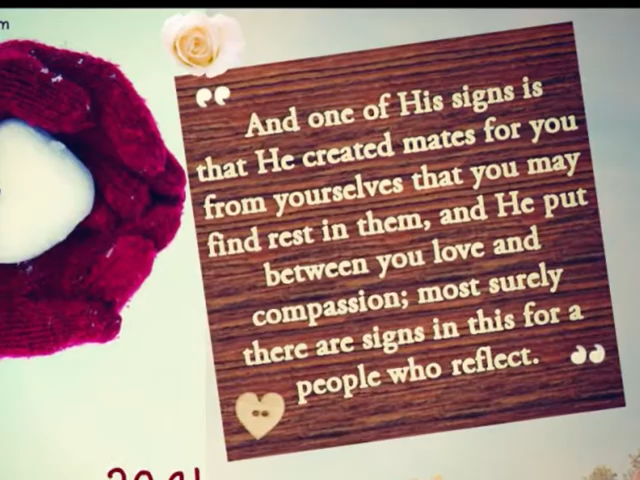 And one of His signs is
that He created mates for you
from yourselves that you may
find rest in them, and He put
between you love and
compassion; most surely
there are signs in this for a
people who reflect.